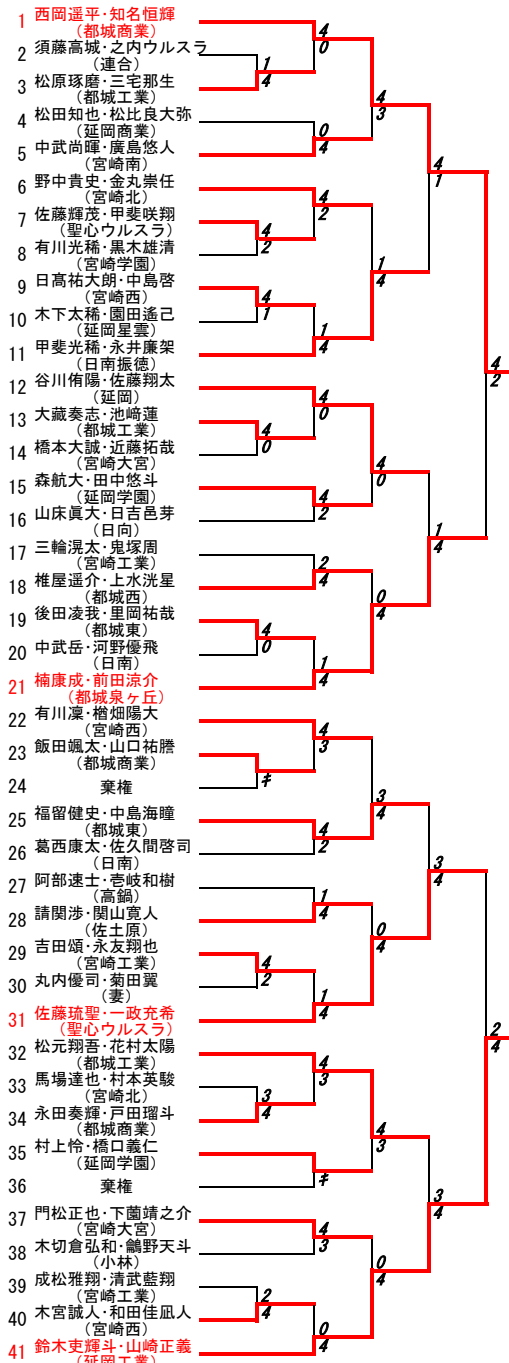 1 西岡遥平･知名恒輝
(都城商業)
2 須藤高城･之内ウルスラ
(連合)
3 松原琢磨･三宅那生
(都城工業)
4 松田知也･松比良大弥
(延岡商業)
5 中武尚暉･廣島悠人
(宮崎南)
6 野中貴史･金丸崇任
(宮崎北)
7 佐藤輝茂･甲斐咲翔
(聖心ウルスラ)
8 有川光稀･黒木雄清
(宮崎学園)
9 日髙祐大朗･中島啓
(宮崎西)
10 木下太稀･園田遙己
(延岡星雲)
11 甲斐光稀･永井廉架
(日南振徳)
12 谷川侑陽･佐藤翔太
(延岡)
13 大藏奏志･池﨑蓮
(都城工業)
14 橋本大誠･近藤拓哉
(宮崎大宮)
15 森航大･田中悠斗
(延岡学園)
16 山床眞大･日吉邑芽
(日向)
17 三輪滉太･鬼塚周
(宮崎工業)
18 椎屋遥介･上水洸星
(都城西)
19 後田凌我･里岡祐哉
(都城東)
20 中武岳･河野優飛
(日南)
21 楠康成･前田涼介
(都城泉ヶ丘)
22 有川凜･楢畑陽大
(宮崎西)
23 飯田颯太･山口祐謄
(都城商業)
24 棄権
25 福留健史･中島海瞳
(都城東)
26 葛西康太･佐久間啓司
(日南)
27 阿部速士･壱岐和樹
(高鍋)
28 請関渉･関山寛人
(佐土原)
29 吉田頌･永友翔也
(宮崎工業)
30 丸内優司･菊田翼
(妻)
31 佐藤琉聖･一政充希
(聖心ウルスラ)
32 松元翔吾･花村太陽
(都城工業)
33 馬場達也･村本英駿
(宮崎北)
34 永田奏輝･戸田瑠斗
(都城商業)
35 村上怜･橋口義仁
(延岡学園)
36 棄権
37 門松正也･下薗靖之介
(宮崎大宮)
38 木切倉弘和･鸙野天斗
(小林)
39 成松雅翔･清武藍翔
(宮崎工業)
40 木宮誠人･和田佳凪人
(宮崎西)
41 鈴木吏輝斗･山崎正義
(延岡工業)
1
4
4
2
4
1
4
0
4
0
キ
4
2
3
4
2
4
4
0
0
4
4
2
1
4
4
0
4
2
2
4
1
4
4
3
4
2
1
4
1
4
4
3
キ
4
3
0
4
4
3
1
4
4
0
0
4
3
4
0
4
4
3
0
4
4
1
1
4
3
4
3
4
4
2
2
4